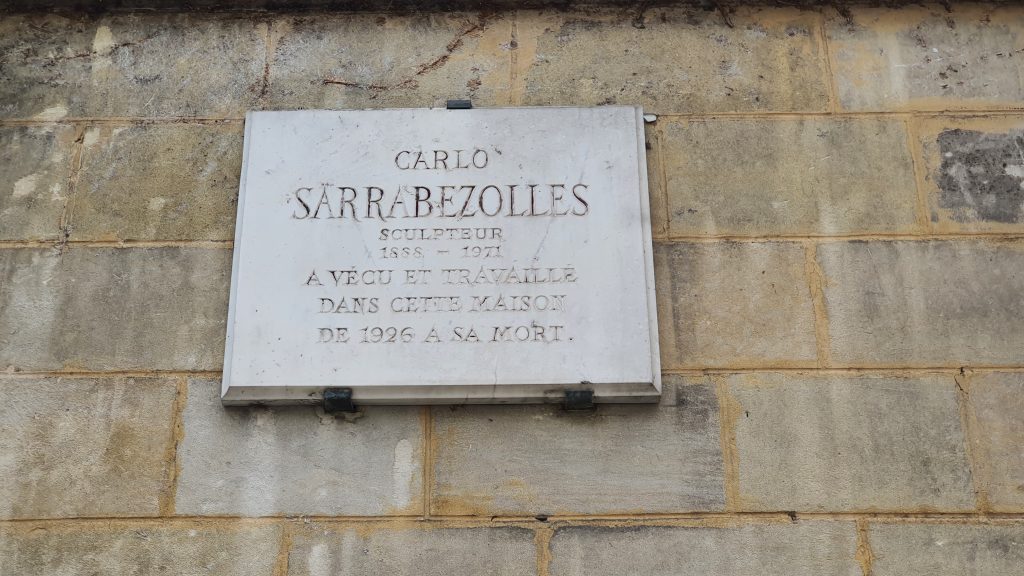 CARLO
SARRABEZOLLES
SCULPTEUR
1888 - 1971
A VÉCU ET TRAVAILLÉ
DANS CETTE MAISON
DE 1926 A SA MORT.